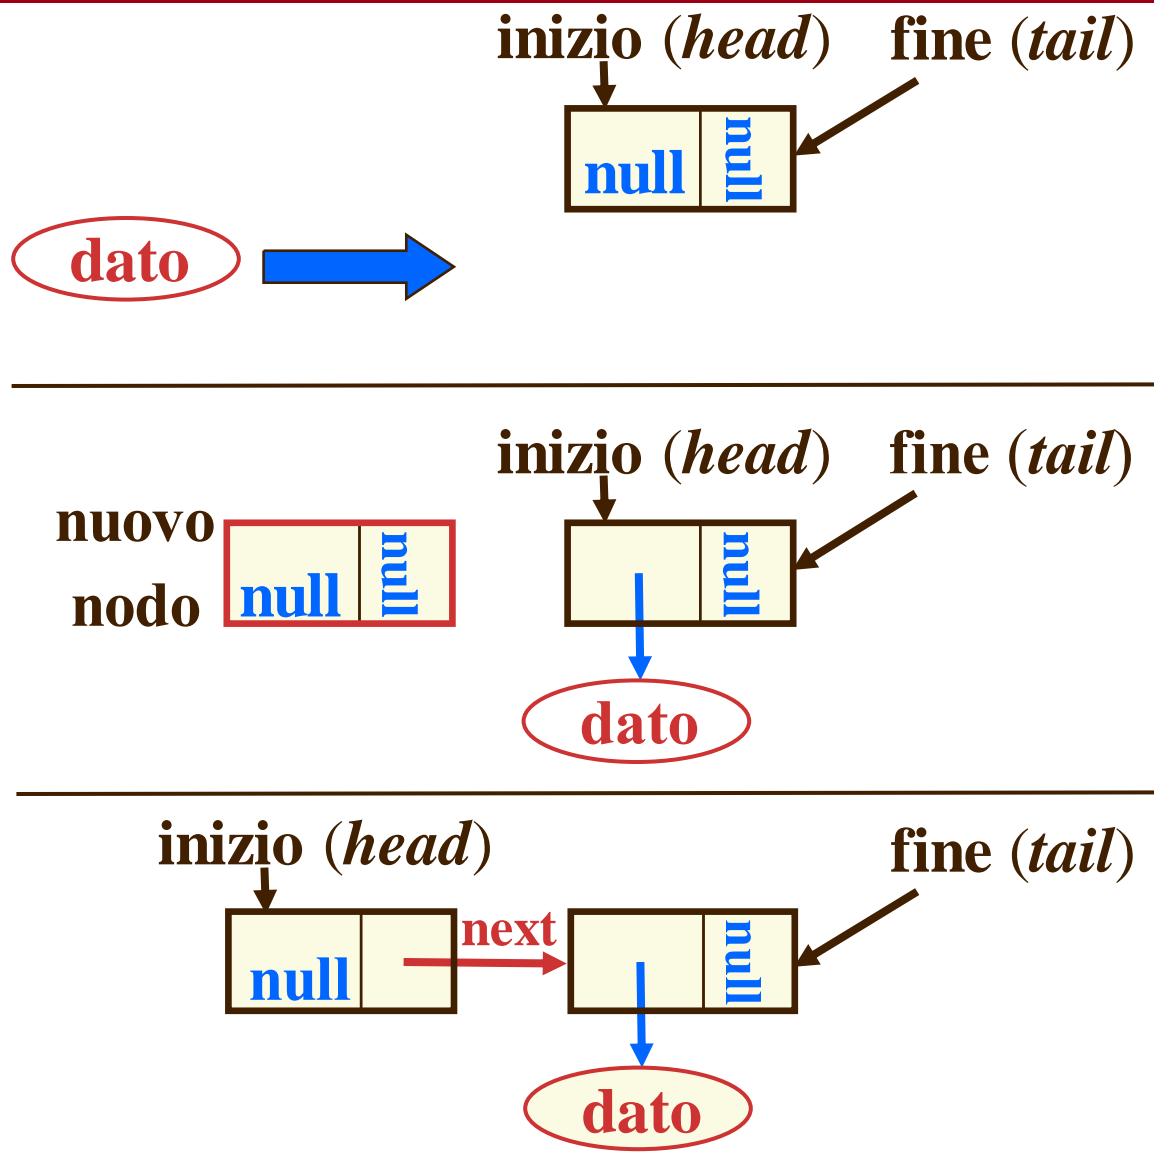 inizio (head) fine (tail)
null null
dato
inizio (head) fine (tail)
nuovo
nodo
null null null
dato
inizio (head) fine (tail)
next
null null
dato